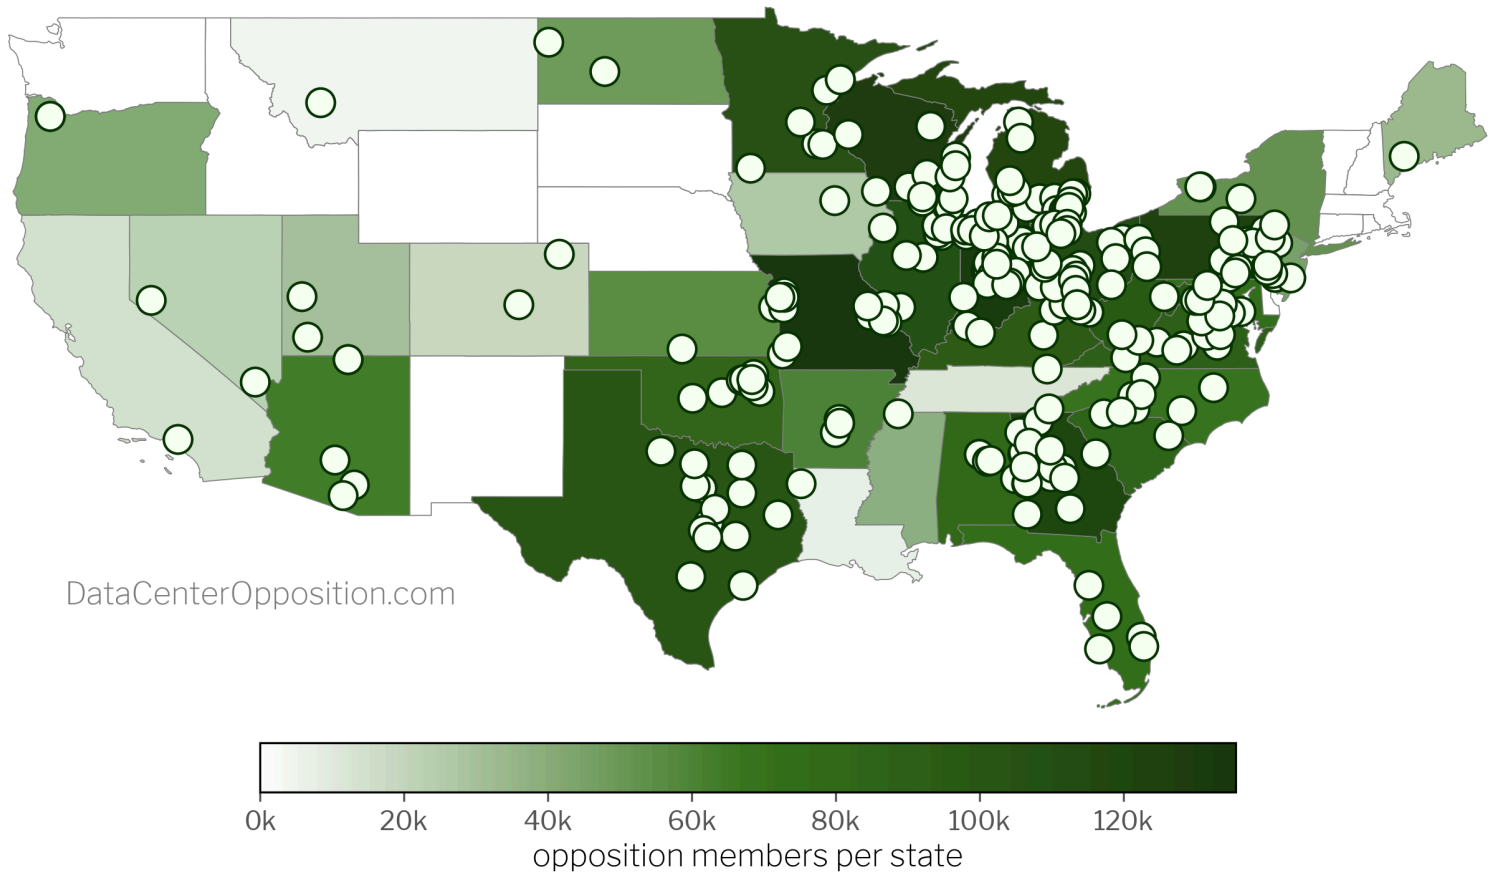 DataCenterOpposition.com
0k 20k 40k 60k 80k 100k 120k
opposition members per state